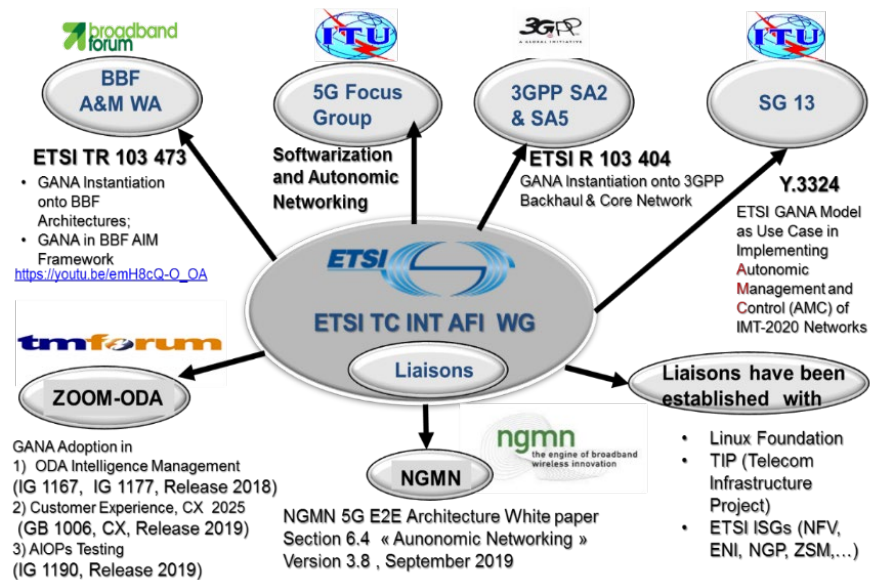 broadband
forum
ITU
3GPP
A GLOBAL INITIATIVE
ITU
BBF
A&M WA
5G Focus
Group
3GPP SA2
& SA5
SG 13
ETSI TR 103 473
• GANA Instantiation
onto BBF
Architectures;
• GANA in BBF AIM
Framework
https://youtu.be/emH8cQ-O_OA
Softwarization
and Autonomic
Networking
ETSI R 103 404
GANA Instantiation onto 3GPP
Backhaul & Core Network
Y.3324
ETSI GANA Model
as Use Case in
Implementing
Autonomic
Management and
Control (AMC) of
IMT-2020 Networks
ETSI
ETSI TC INT AFI WG
Liaisons
tmforum
ZOOM-ODA
GANA Adoption in
1) ODA Intelligence Management
(IG 1167, IG 1177, Release 2018)
2) Customer Experience, CX 2025
(GB 1006, CX, Release 2019)
3) AIOPs Testing
(IG 1190, Release 2019)
ngmn
the engine of broadband
wireless innovation
NGMN
NGMN 5G E2E Architecture White paper
Section 6.4 « Aunonomic Networking »
Version 3.8 , September 2019
Liaisons have been
established with
• Linux Foundation
• TIP (Telecom
Infrastructure
Project)
• ETSI ISGs (NFV,
ENI, NGP, ZSM,…)